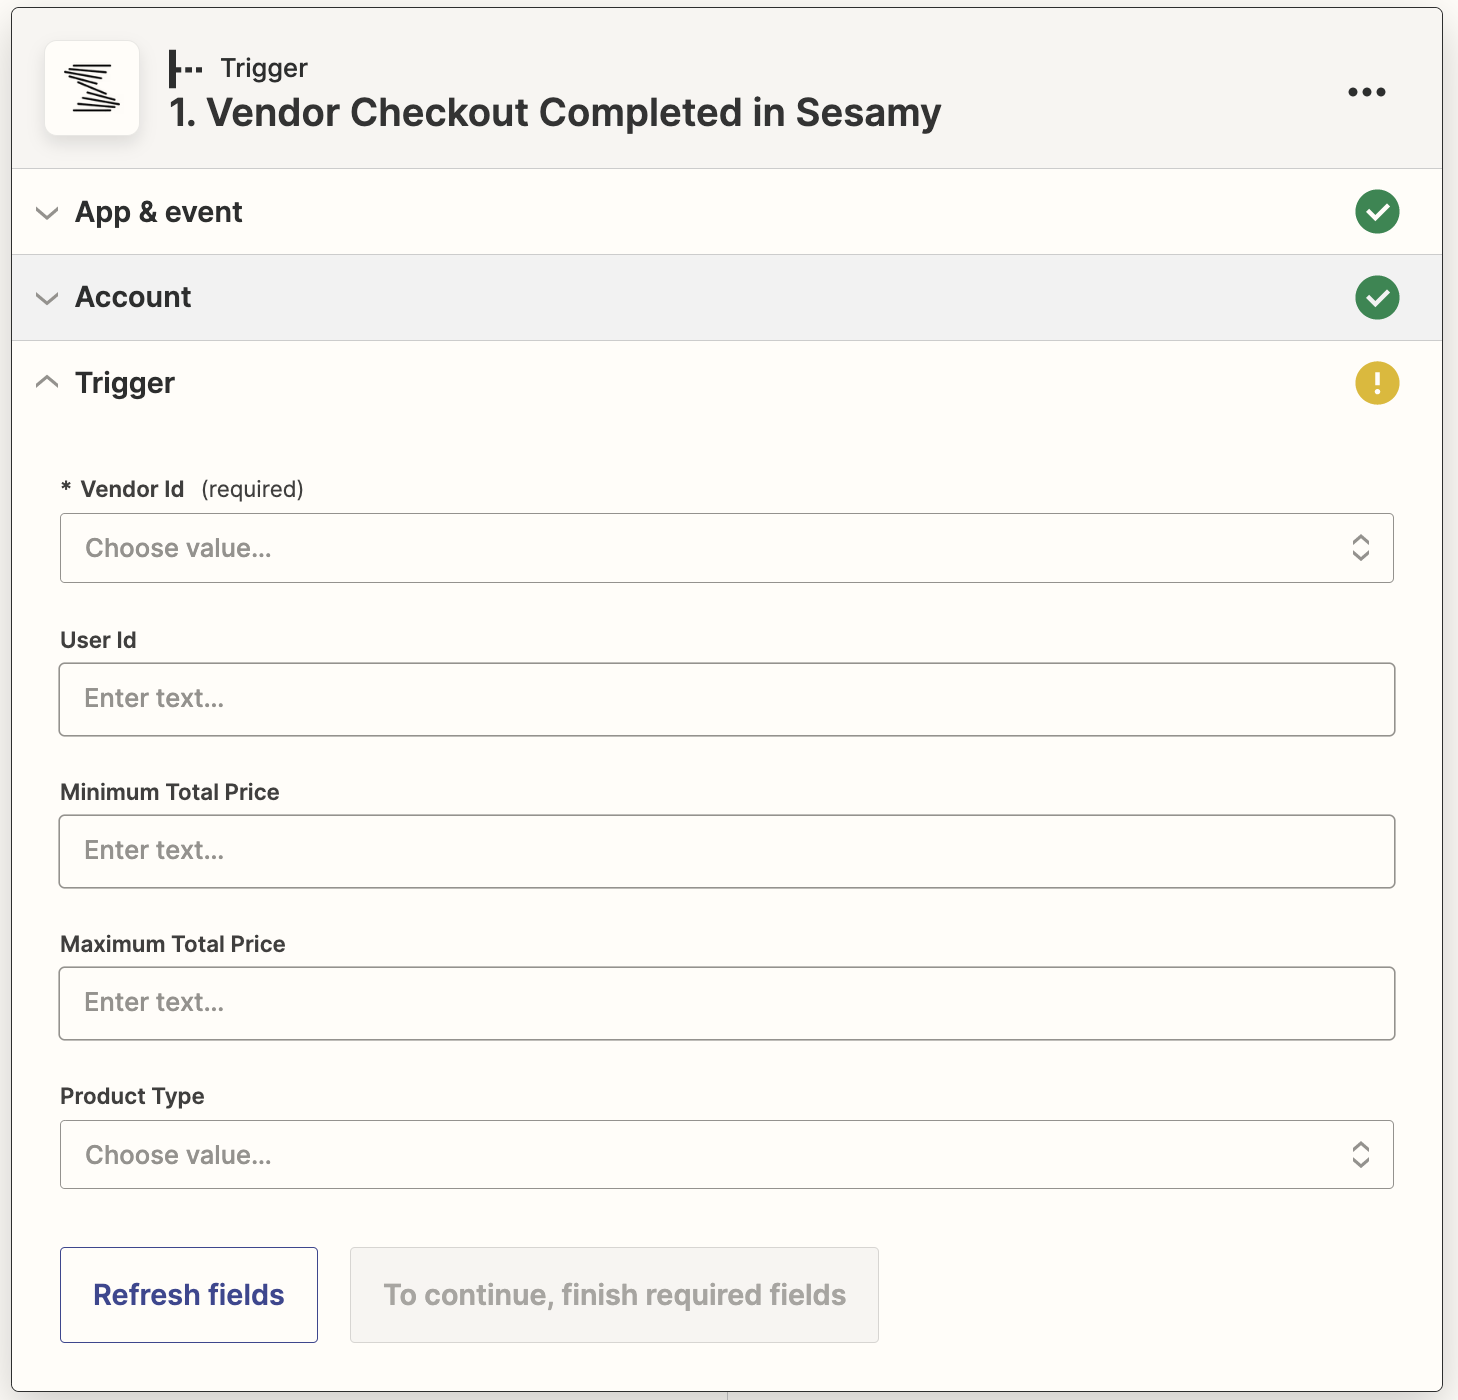 Trigger
1. Vendor Checkout Completed in Sesamy
App & event
Account
Trigger
* Vendor Id (required)
Choose value...
User Id
Enter text...
Minimum Total Price
Enter text...
Maximum Total Price
Enter text...
Product Type
Choose value...
Refresh fields
To continue, finish required fields